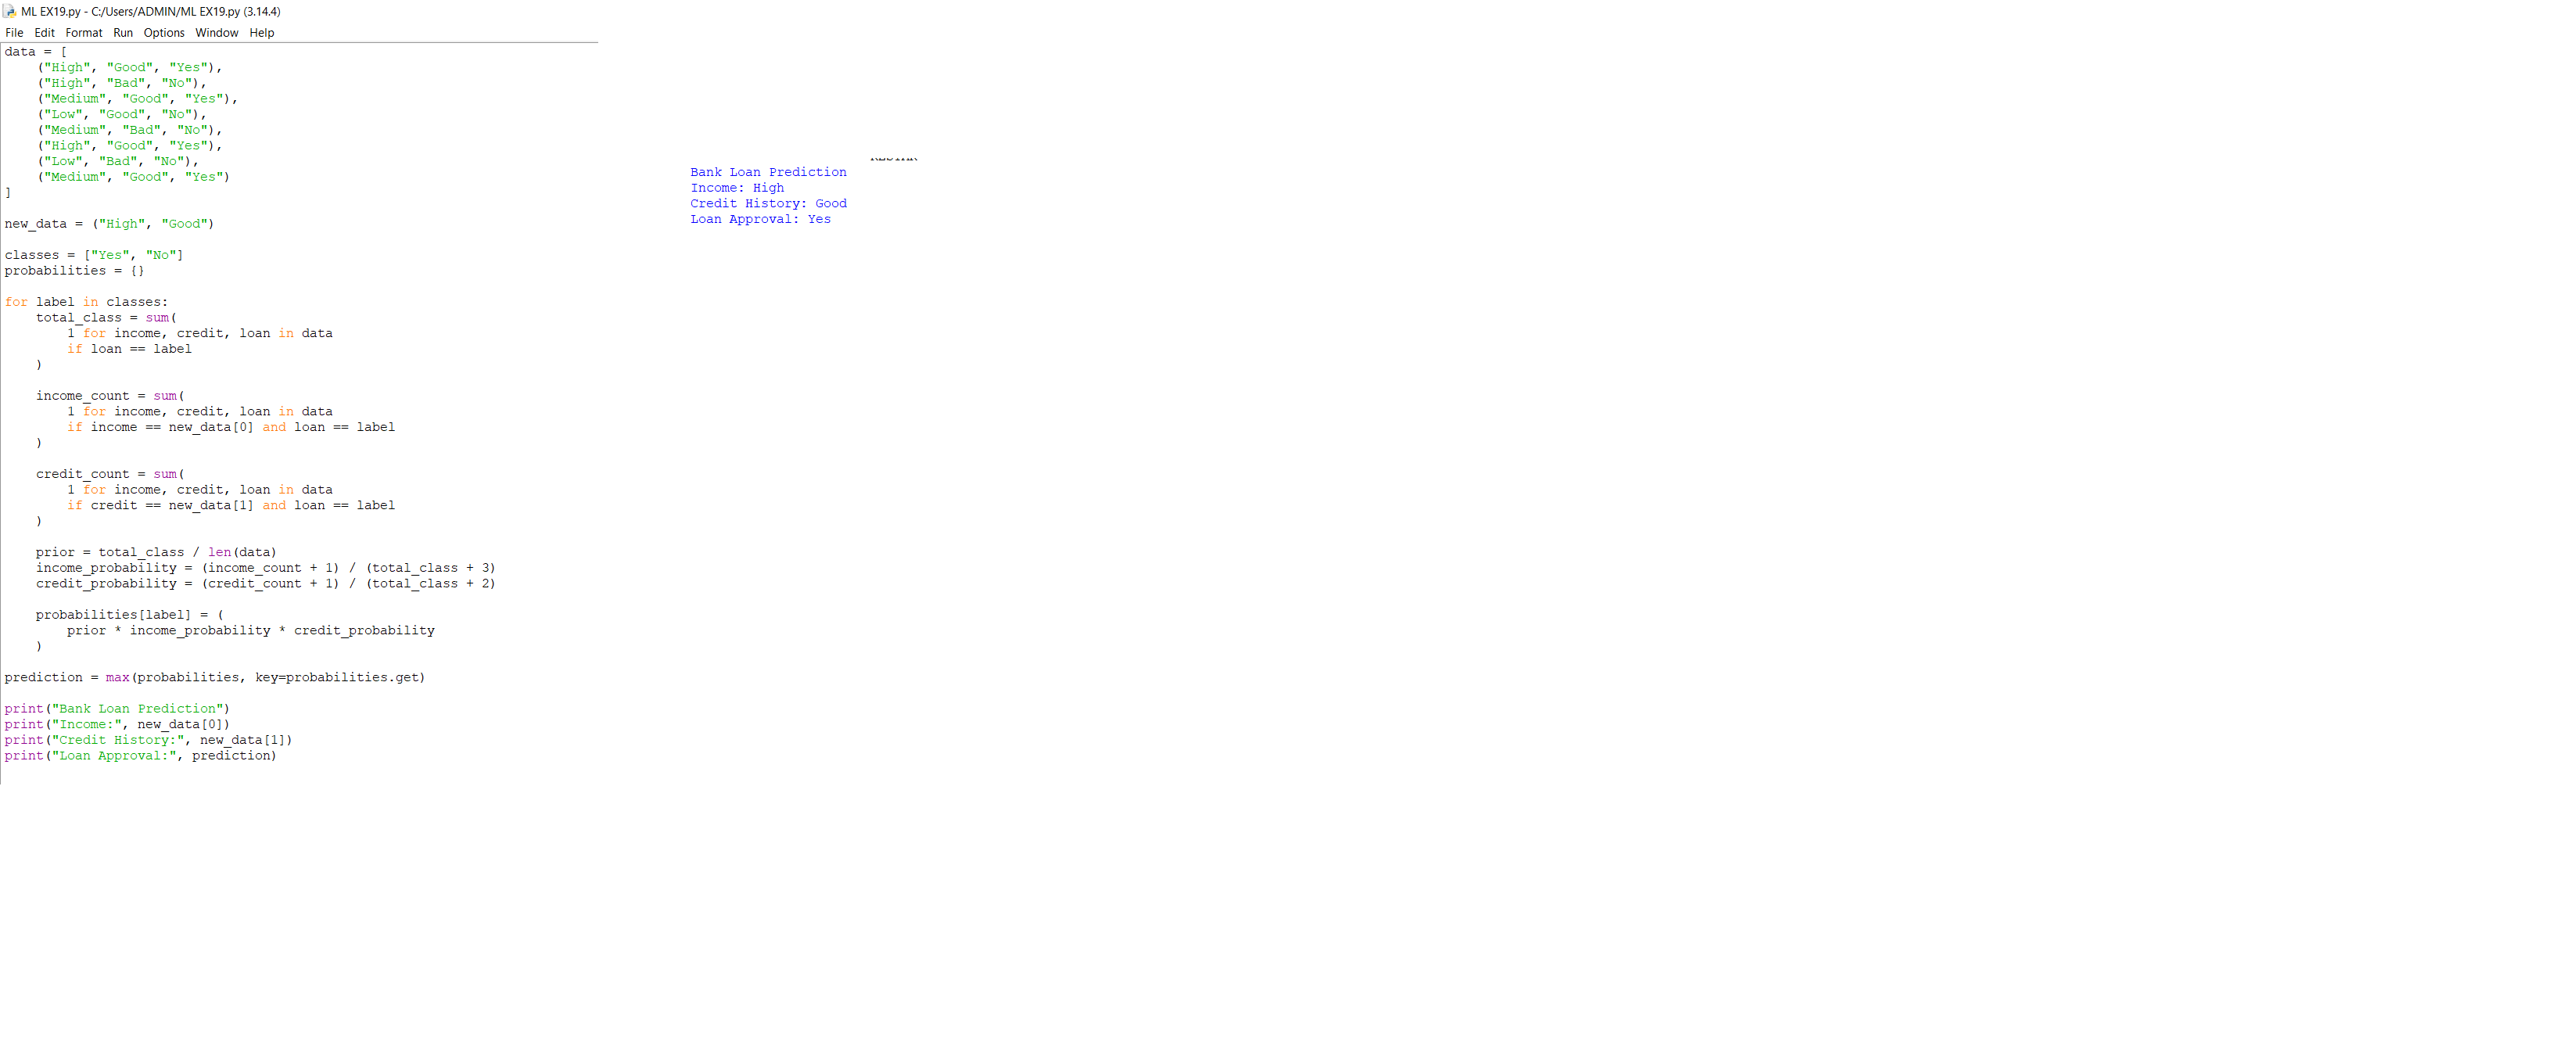 ML EX19.py - C:/Users/ADMIN/ML EX19.py (3.14.4)
File Edit Format Run Options Window Help
data = [
    ("High", "Good", "Yes"),
    ("High", "Bad", "No"),
    ("Medium", "Good", "Yes"),
    ("Low", "Good", "No"),
    ("Medium", "Bad", "No"),
    ("High", "Good", "Yes"),
    ("Low", "Bad", "No"),
    ("Medium", "Good", "Yes")
]
new_data = ("High", "Good")
classes = ["Yes", "No"]
probabilities = {}
for label in classes:
    total_class = sum(
        1 for income, credit, loan in data
        if loan == label
    )
    income_count = sum(
        1 for income, credit, loan in data
        if income == new_data[0] and loan == label
    )
    credit_count = sum(
        1 for income, credit, loan in data
        if credit == new_data[1] and loan == label
    )
    prior = total_class / len(data)
    income_probability = (income_count + 1) / (total_class + 3)
    credit_probability = (credit_count + 1) / (total_class + 2)
    probabilities[label] = (
        prior * income_probability * credit_probability
    )
prediction = max(probabilities, key=probabilities.get)
print("Bank Loan Prediction")
print("Income:", new_data[0])
print("Credit History:", new_data[1])
print("Loan Approval:", prediction)
Bank Loan Prediction
Income: High
Credit History: Good
Loan Approval: Yes